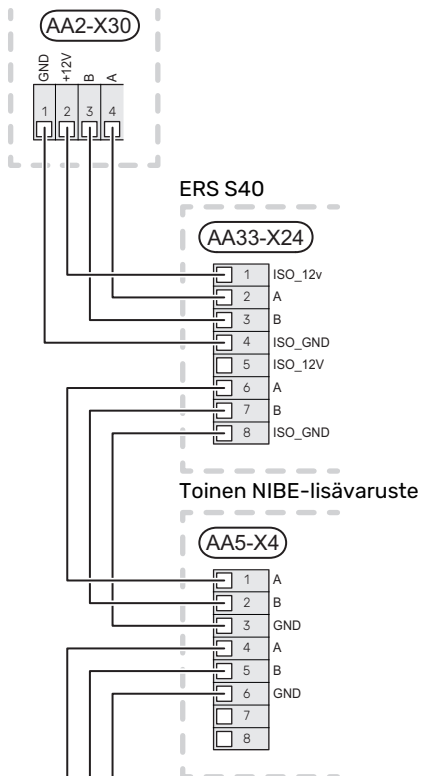 AA2-X30
GND +12V B A
1 2 3 4
ERS S40
AA33-X24
1 ISO_12v
2 A
3 B
4 ISO_GND
5 ISO_12V
6 A
7 B
8 ISO_GND
Toinen NIBE-lisävaruste
AA5-X4
1 A
2 B
3 GND
4 A
5 B
6 GND
7
8